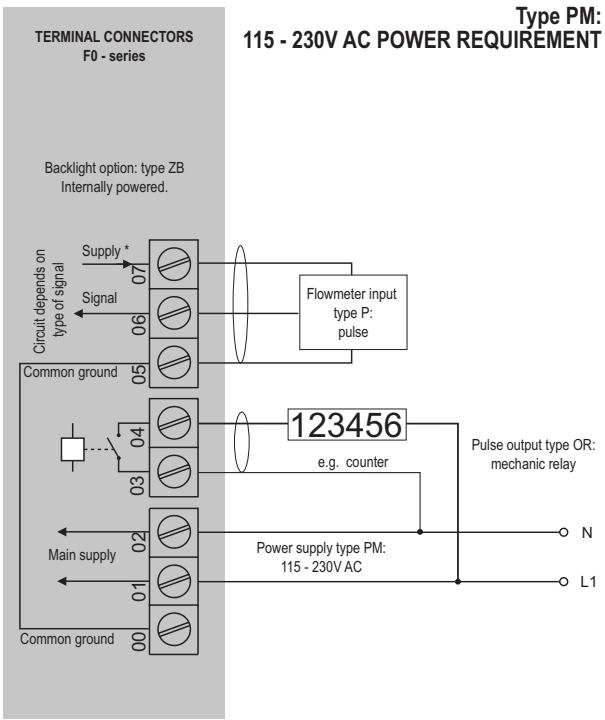 Type PM:
115 - 230V AC POWER REQUIREMENT
TERMINAL CONNECTORS
F0 - series
Backlight option: type ZB
Internally powered.
Circuit depends on
type of signal
Supply *
07
Signal
06
Common ground
05
Flowmeter input
type P:
pulse
04
03
123456
e.g. counter
Pulse output type OR:
mechanic relay
02
Main supply
01
Power supply type PM:
115 - 230V AC
N
L1
Common ground
00